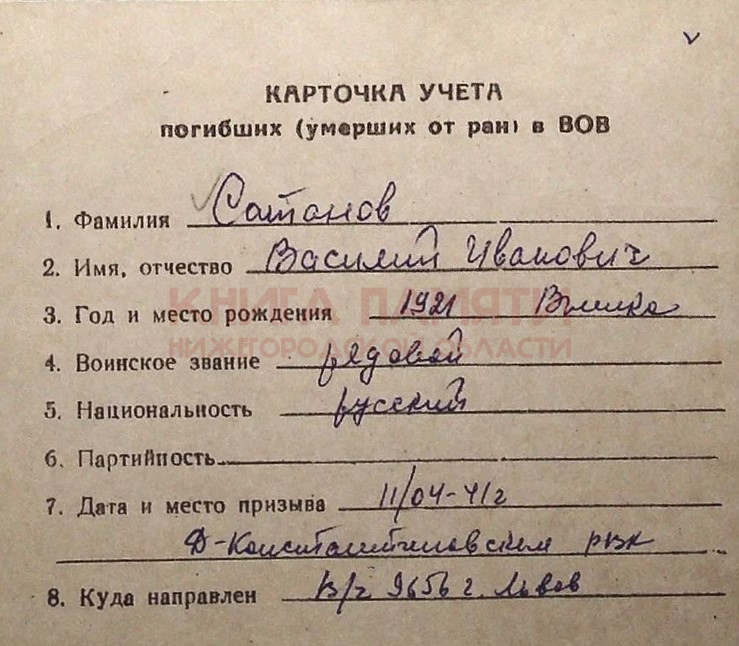 КАРТОЧКА УЧЕТА
погибших (умерших от ран) в ВОВ
1. Фамилия Сатанов
2. Имя, отчество Василий Иванович
КНИГА ПАМЯТИ
3. Год и место рождения 1921
НИЖЕГОРОДСКОЙ ОБЛАСТИ
4. Воинское звание рядовой
5. Национальность русский
6. Партийность
7. Дата и место призыва 11/04-41г
Д-Константиновским рвк
8. Куда направлен В/ч 9656 г. Львов